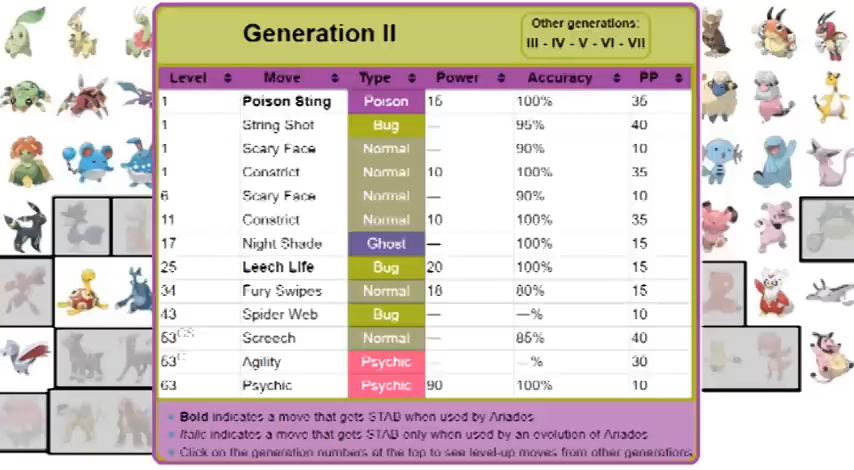 Generation II
Other generations:
III - IV - V - VI - VII
Level Move Type Power Accuracy PP
1 Poison Sting Poison 15 100% 35
1 String Shot Bug — 95% 40
1 Scary Face Normal — 90% 10
1 Constrict Normal 10 100% 35
6 Scary Face Normal — 90% 10
11 Constrict Normal 10 100% 35
17 Night Shade Ghost — 100% 15
25 Leech Life Bug 20 100% 15
34 Fury Swipes Normal 18 80% 15
43 Spider Web Bug — —% 10
53 Screech Normal — 85% 40
53 Agility Psychic — —% 30
63 Psychic Psychic 90 100% 10
Bold indicates a move that gets STAB when used by Ariados
Italic indicates a move that gets STAB only when used by an evolution of Ariados
Click on the generation numbers at the top to see level-up moves from other generations